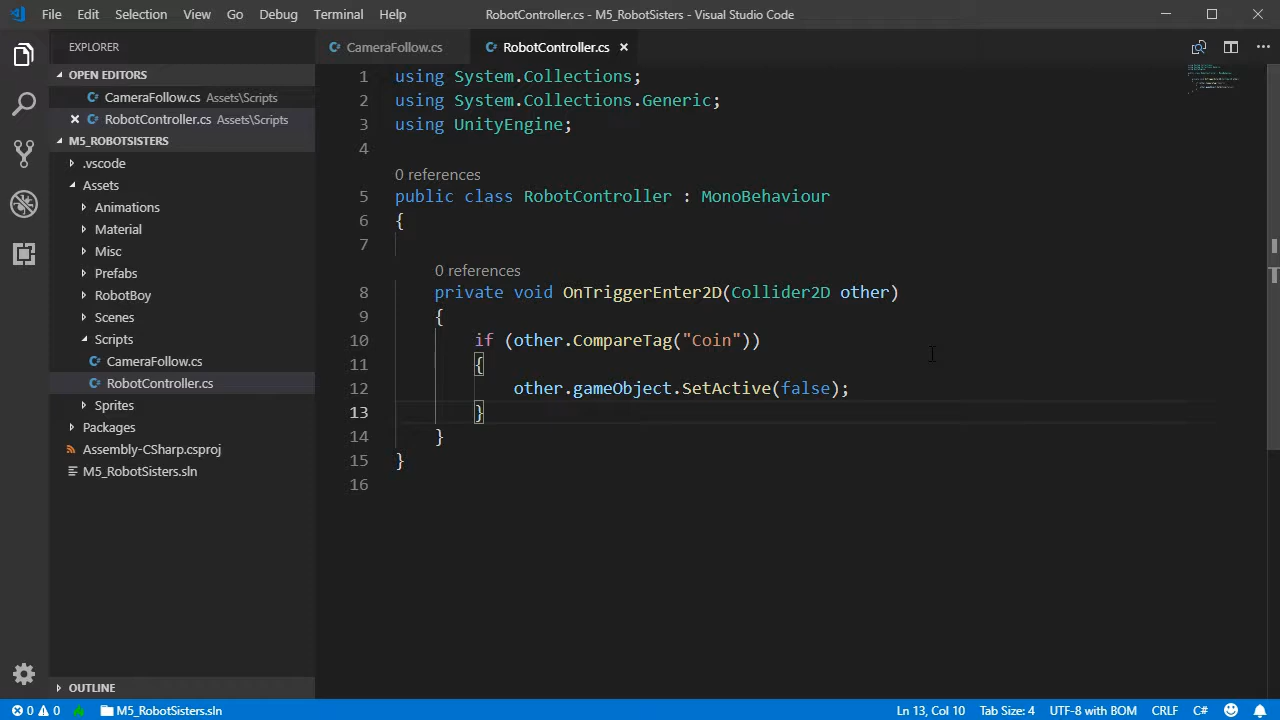 File Edit Selection View Go Debug Terminal Help RobotController.cs - M5_RobotSisters - Visual Studio Code
EXPLORER
OPEN EDITORS
CameraFollow.cs Assets\Scripts
RobotController.cs Assets\Scripts
M5_ROBOTSISTERS
.vscode
Assets
Animations
Material
Misc
Prefabs
RobotBoy
Scenes
Scripts
CameraFollow.cs
RobotController.cs
Sprites
Packages
Assembly-CSharp.csproj
M5_RobotSisters.sln
OUTLINE
CameraFollow.cs RobotController.cs
1 using System.Collections;
2 using System.Collections.Generic;
3 using UnityEngine;
4
0 references
5 public class RobotController : MonoBehaviour
6 {
7
0 references
8 private void OnTriggerEnter2D(Collider2D other)
9 {
10 if (other.CompareTag("Coin"))
11 {
12 other.gameObject.SetActive(false);
13 }
14 }
15 }
16
0 0 M5_RobotSisters.sln Ln 13, Col 10 Tab Size: 4 UTF-8 with BOM CRLF C#